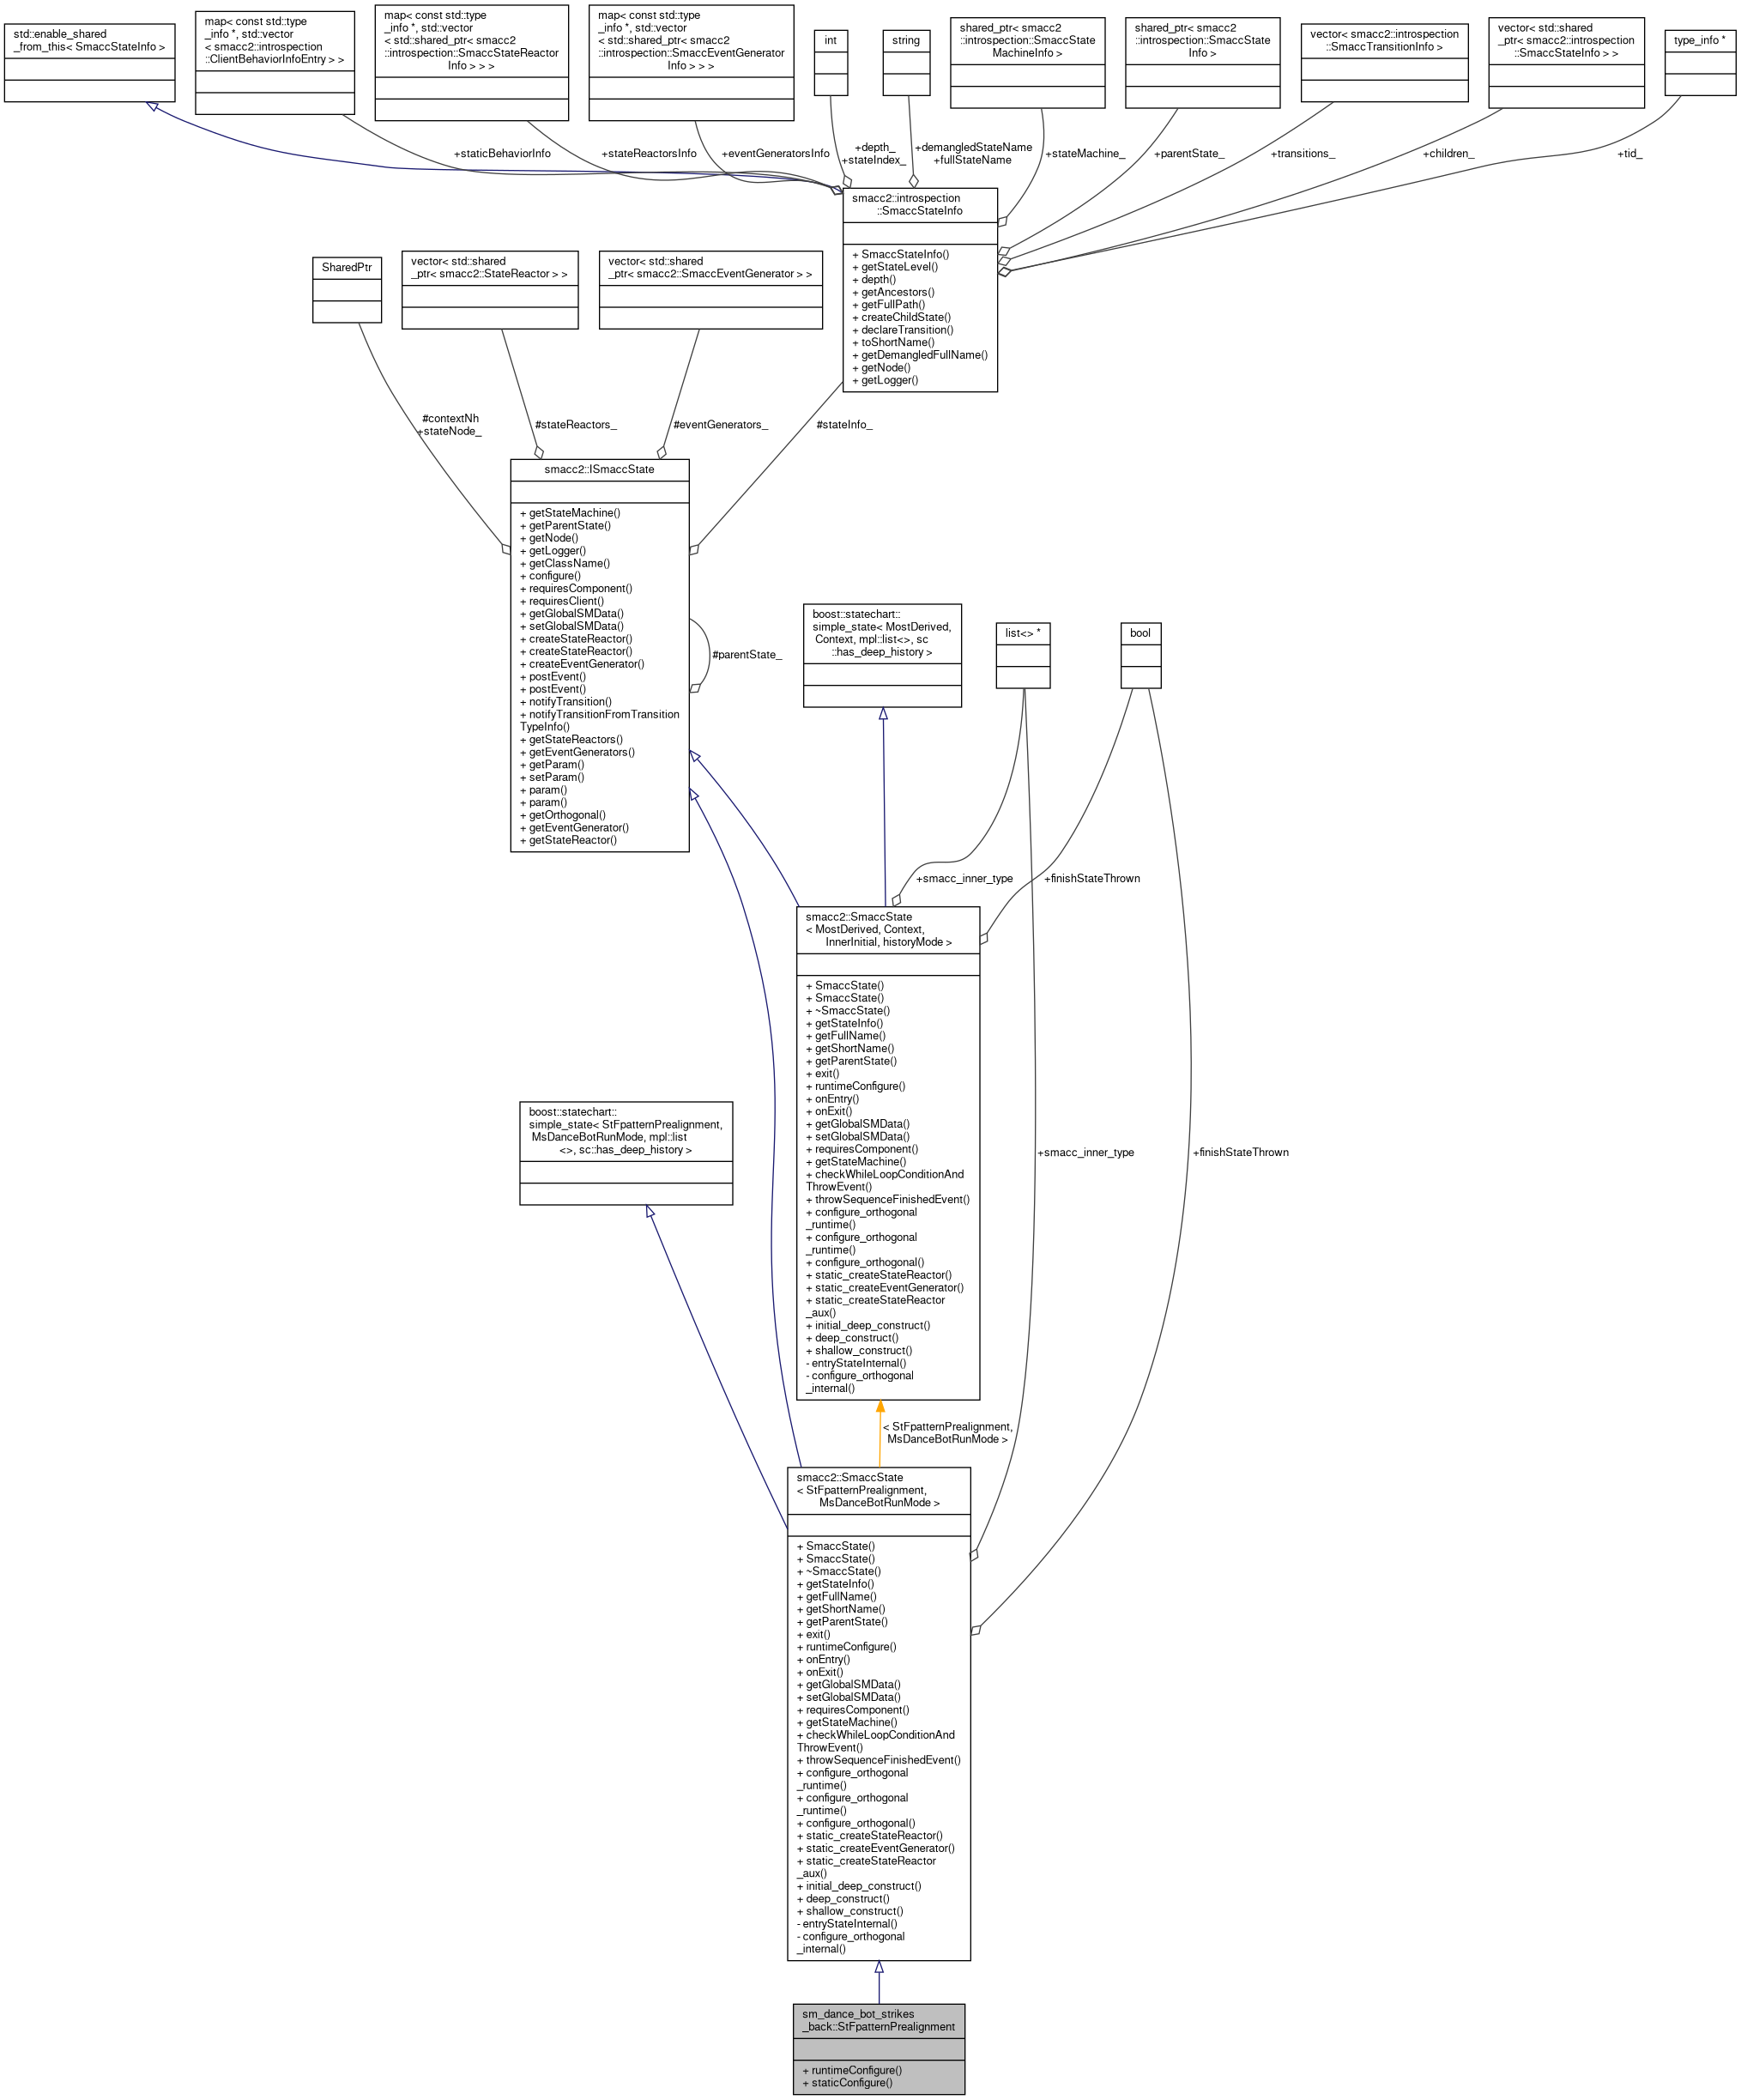 std::enable_shared
_from_this< SmaccStateInfo >
map< const std::type
_info *, std::vector
< smacc2::introspection
::ClientBehaviorInfoEntry > >
map< const std::type
_info *, std::vector
< std::shared_ptr< smacc2
::introspection::SmaccStateReactor
Info > > >
map< const std::type
_info *, std::vector
< std::shared_ptr< smacc2
::introspection::SmaccEventGenerator
Info > > >
int
string
shared_ptr< smacc2
::introspection::SmaccState
MachineInfo >
shared_ptr< smacc2
::introspection::SmaccState
Info >
vector< smacc2::introspection
::SmaccTransitionInfo >
vector< std::shared
_ptr< smacc2::introspection
::SmaccStateInfo > >
type_info *
+staticBehaviorInfo
+stateReactorsInfo
+eventGeneratorsInfo
+depth_
+stateIndex_
+demangledStateName
+fullStateName
+stateMachine_
+parentState_
+transitions_
+children_
+tid_
smacc2::introspection
::SmaccStateInfo
+ SmaccStateInfo()
+ getStateLevel()
+ depth()
+ getAncestors()
+ getFullPath()
+ createChildState()
+ declareTransition()
+ toShortName()
+ getDemangledFullName()
+ getNode()
+ getLogger()
SharedPtr
vector< std::shared
_ptr< smacc2::StateReactor > >
vector< std::shared
_ptr< smacc2::SmaccEventGenerator > >
#contextNh
+stateNode_
#stateReactors_
#eventGenerators_
#stateInfo_
smacc2::ISmaccState
+ getStateMachine()
+ getParentState()
+ getNode()
+ getLogger()
+ getClassName()
+ configure()
+ requiresComponent()
+ requiresClient()
+ getGlobalSMData()
+ setGlobalSMData()
+ createStateReactor()
+ createStateReactor()
+ createEventGenerator()
+ postEvent()
+ postEvent()
+ notifyTransition()
+ notifyTransitionFromTransition
TypeInfo()
+ getStateReactors()
+ getEventGenerators()
+ getParam()
+ setParam()
+ param()
+ param()
+ getOrthogonal()
+ getEventGenerator()
+ getStateReactor()
#parentState_
boost::statechart::
simple_state< MostDerived,
Context, mpl::list<>, sc
::has_deep_history >
list<> *
bool
+smacc_inner_type
+finishStateThrown
smacc2::SmaccState
< MostDerived, Context,
InnerInitial, historyMode >
+ SmaccState()
+ SmaccState()
+ ~SmaccState()
+ getStateInfo()
+ getFullName()
+ getShortName()
+ getParentState()
+ exit()
+ runtimeConfigure()
+ onEntry()
+ onExit()
+ getGlobalSMData()
+ setGlobalSMData()
+ requiresComponent()
+ getStateMachine()
+ checkWhileLoopConditionAnd
ThrowEvent()
+ throwSequenceFinishedEvent()
+ configure_orthogonal
_runtime()
+ configure_orthogonal
_runtime()
+ configure_orthogonal()
+ static_createStateReactor()
+ static_createEventGenerator()
+ static_createStateReactor
_aux()
+ initial_deep_construct()
+ deep_construct()
+ shallow_construct()
- entryStateInternal()
- configure_orthogonal
_internal()
boost::statechart::
simple_state< StFpatternPrealignment,
MsDanceBotRunMode, mpl::list
<>, sc::has_deep_history >
+smacc_inner_type
+finishStateThrown
< StFpatternPrealignment,
MsDanceBotRunMode >
smacc2::SmaccState
< StFpatternPrealignment,
MsDanceBotRunMode >
+ SmaccState()
+ SmaccState()
+ ~SmaccState()
+ getStateInfo()
+ getFullName()
+ getShortName()
+ getParentState()
+ exit()
+ runtimeConfigure()
+ onEntry()
+ onExit()
+ getGlobalSMData()
+ setGlobalSMData()
+ requiresComponent()
+ getStateMachine()
+ checkWhileLoopConditionAnd
ThrowEvent()
+ throwSequenceFinishedEvent()
+ configure_orthogonal
_runtime()
+ configure_orthogonal
_runtime()
+ configure_orthogonal()
+ static_createStateReactor()
+ static_createEventGenerator()
+ static_createStateReactor
_aux()
+ initial_deep_construct()
+ deep_construct()
+ shallow_construct()
- entryStateInternal()
- configure_orthogonal
_internal()
sm_dance_bot_strikes
_back::StFpatternPrealignment
+ runtimeConfigure()
+ staticConfigure()